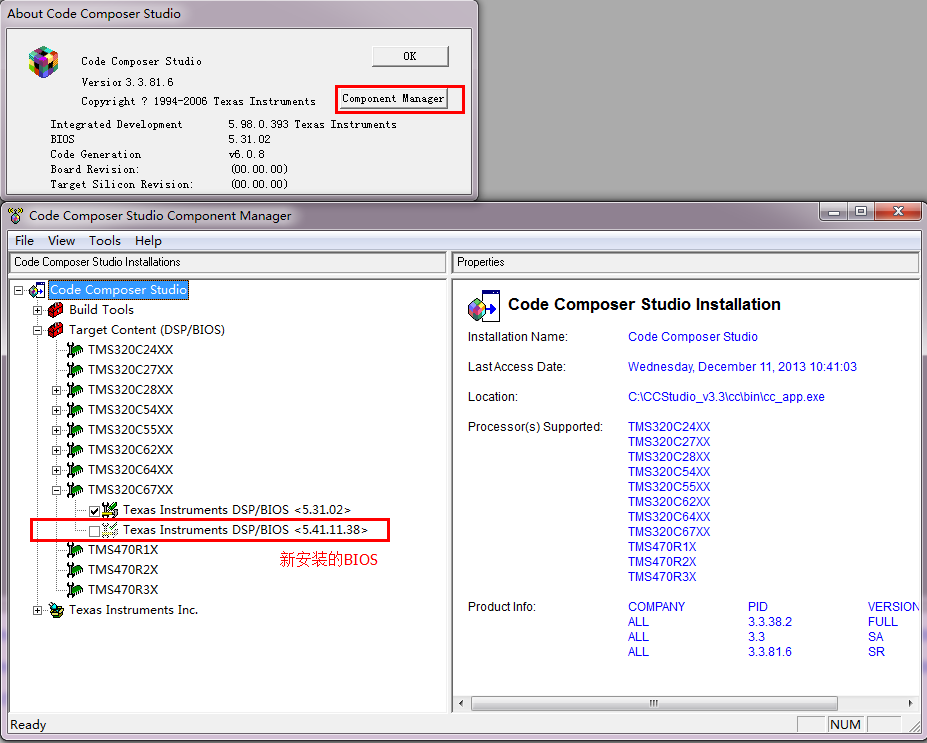 About Code Composer Studio
Code Composer Studio
OK
Versior 3.3.81.6
Copyright ? 1994-2006 Texas Instruments
Component Manager
Integrated Development 5.98.0.393 Texas Instruments
BIOS 5.31.02
Code Generation v6.0.8
Board Revision: (00.00.00)
Target Silicon Revision: (00.00.00)
Code Composer Studio Component Manager
File View Tools Help
Code Composer Studio Installations
Code Composer Studio
Build Tools
Target Content (DSP/BIOS)
TMS320C24XX
TMS320C27XX
TMS320C28XX
TMS320C54XX
TMS320C55XX
TMS320C62XX
TMS320C64XX
TMS320C67XX
Texas Instruments DSP/BIOS <5.31.02>
Texas Instruments DSP/BIOS <5.41.11.38>
新安装的BIOS
TMS470R1X
TMS470R2X
TMS470R3X
Texas Instruments Inc.
Properties
Code Composer Studio Installation
Installation Name: Code Composer Studio
Last Access Date: Wednesday, December 11, 2013 10:41:03
Location: C:\CCStudio_v3.3\cc\bin\cc_app.exe
Processor(s) Supported: TMS320C24XX
TMS320C27XX
TMS320C28XX
TMS320C54XX
TMS320C55XX
TMS320C62XX
TMS320C64XX
TMS320C67XX
TMS470R1X
TMS470R2X
TMS470R3X
Product Info: COMPANY PID VERSION
ALL 3.3.38.2 FULL
ALL 3.3 SA
ALL 3.3.81.6 SR
Ready
NUM